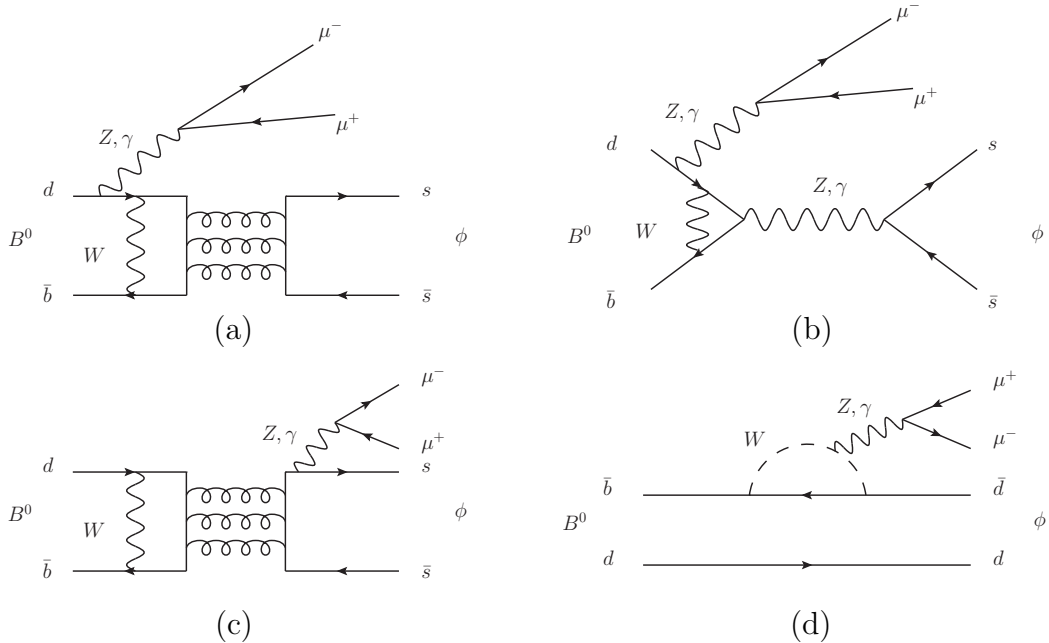 μ⁻
μ⁺
Z, γ
d
B⁰
W
b̄
s
ϕ
s̄
(a)
μ⁻
μ⁺
Z, γ
d
Z, γ
s
B⁰
W
ϕ
b̄
s̄
(b)
μ⁻
Z, γ
μ⁺
d
s
B⁰
W
ϕ
b̄
s̄
(c)
μ⁺
Z, γ
W
μ⁻
b̄
d̄
B⁰
ϕ
d
d
(d)